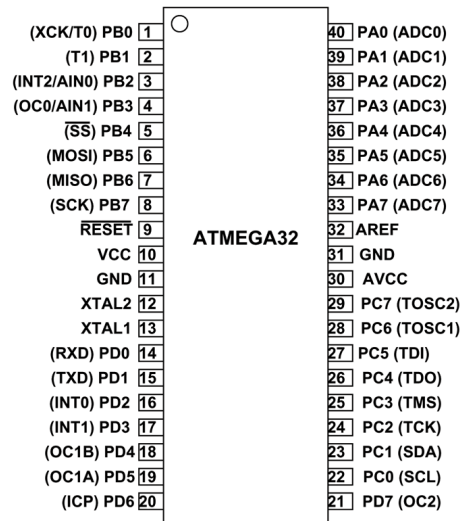 (XCK/T0) PB0 1 40 PA0 (ADC0)
(T1) PB1 2 39 PA1 (ADC1)
(INT2/AIN0) PB2 3 38 PA2 (ADC2)
(OC0/AIN1) PB3 4 37 PA3 (ADC3)
(SS) PB4 5 36 PA4 (ADC4)
(MOSI) PB5 6 35 PA5 (ADC5)
(MISO) PB6 7 34 PA6 (ADC6)
(SCK) PB7 8 33 PA7 (ADC7)
RESET 9 32 AREF
ATMEGA32
VCC 10 31 GND
GND 11 30 AVCC
XTAL2 12 29 PC7 (TOSC2)
XTAL1 13 28 PC6 (TOSC1)
(RXD) PD0 14 27 PC5 (TDI)
(TXD) PD1 15 26 PC4 (TDO)
(INT0) PD2 16 25 PC3 (TMS)
(INT1) PD3 17 24 PC2 (TCK)
(OC1B) PD4 18 23 PC1 (SDA)
(OC1A) PD5 19 22 PC0 (SCL)
(ICP) PD6 20 21 PD7 (OC2)